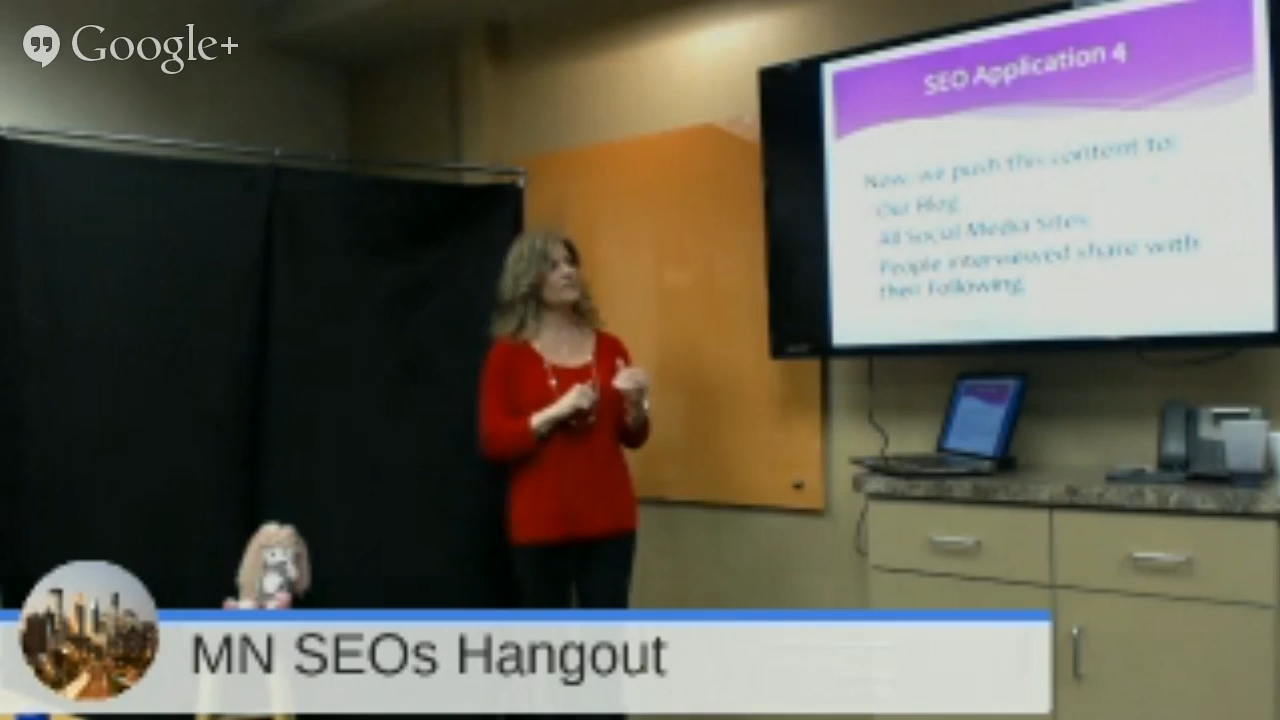 Google+
SEO Application 4
Now we push this content to:
Our Blog
All Social Media Sites
People interviewed share with
their Following
MN SEOs Hangout